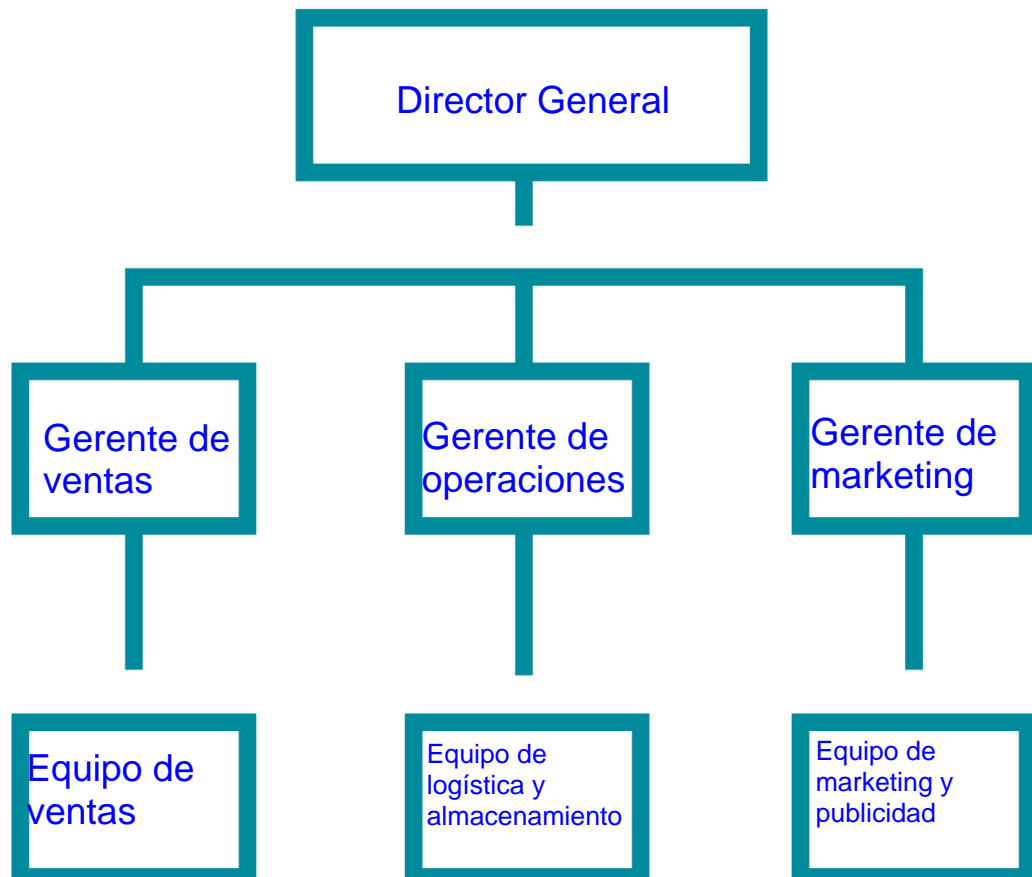 Director General
Gerente de
ventas
Gerente de
operaciones
Gerente de
marketing
Equipo de
ventas
Equipo de
logística y
almacenamiento
Equipo de
marketing y
publicidad